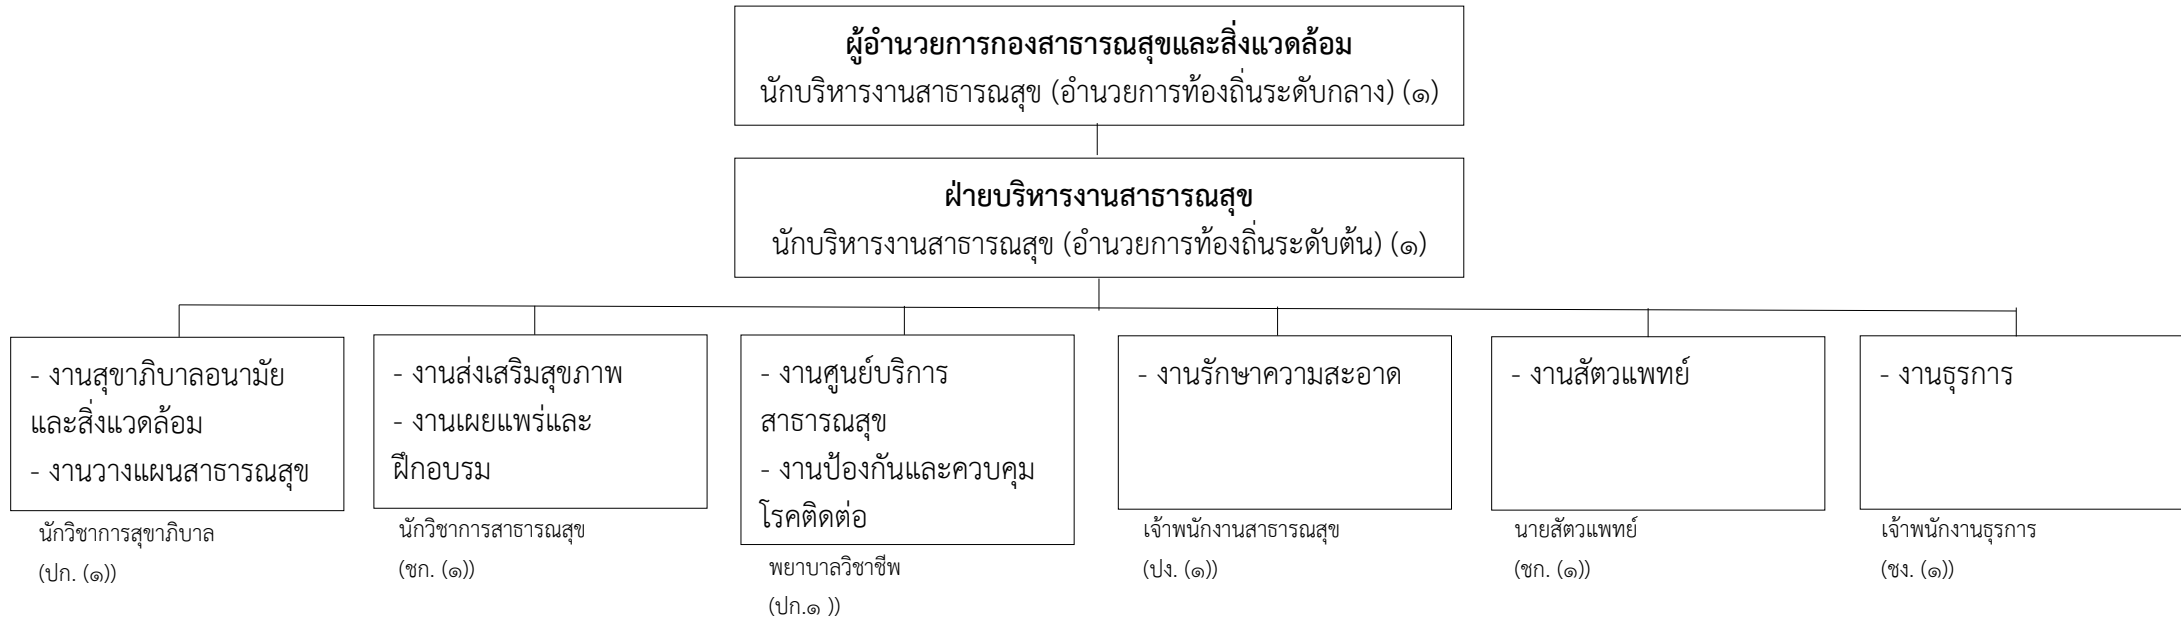 ผู้อำนวยการกองสาธารณสุขและสิ่งแวดล้อม
นักบริหารงานสาธารณสุข (อำนวยการท้องถิ่นระดับกลาง) (๑)
ฝ่ายบริหารงานสาธารณสุข
นักบริหารงานสาธารณสุข (อำนวยการท้องถิ่นระดับต้น) (๑)
- งานสุขาภิบาลอนามัย
และสิ่งแวดล้อม
- งานวางแผนสาธารณสุข
นักวิชาการสุขาภิบาล
(ปก. (๑))
- งานส่งเสริมสุขภาพ
- งานเผยแพร่และ
ฝึกอบรม
นักวิชาการสาธารณสุข
(ชก. (๑))
- งานศูนย์บริการ
สาธารณสุข
- งานป้องกันและควบคุม
โรคติดต่อ
พยาบาลวิชาชีพ
(ปก.๑ ))
- งานรักษาความสะอาด
เจ้าพนักงานสาธารณสุข
(ปง. (๑))
- งานสัตวแพทย์
นายสัตวแพทย์
(ชก. (๑))
- งานธุรการ
เจ้าพนักงานธุรการ
(ชง. (๑))